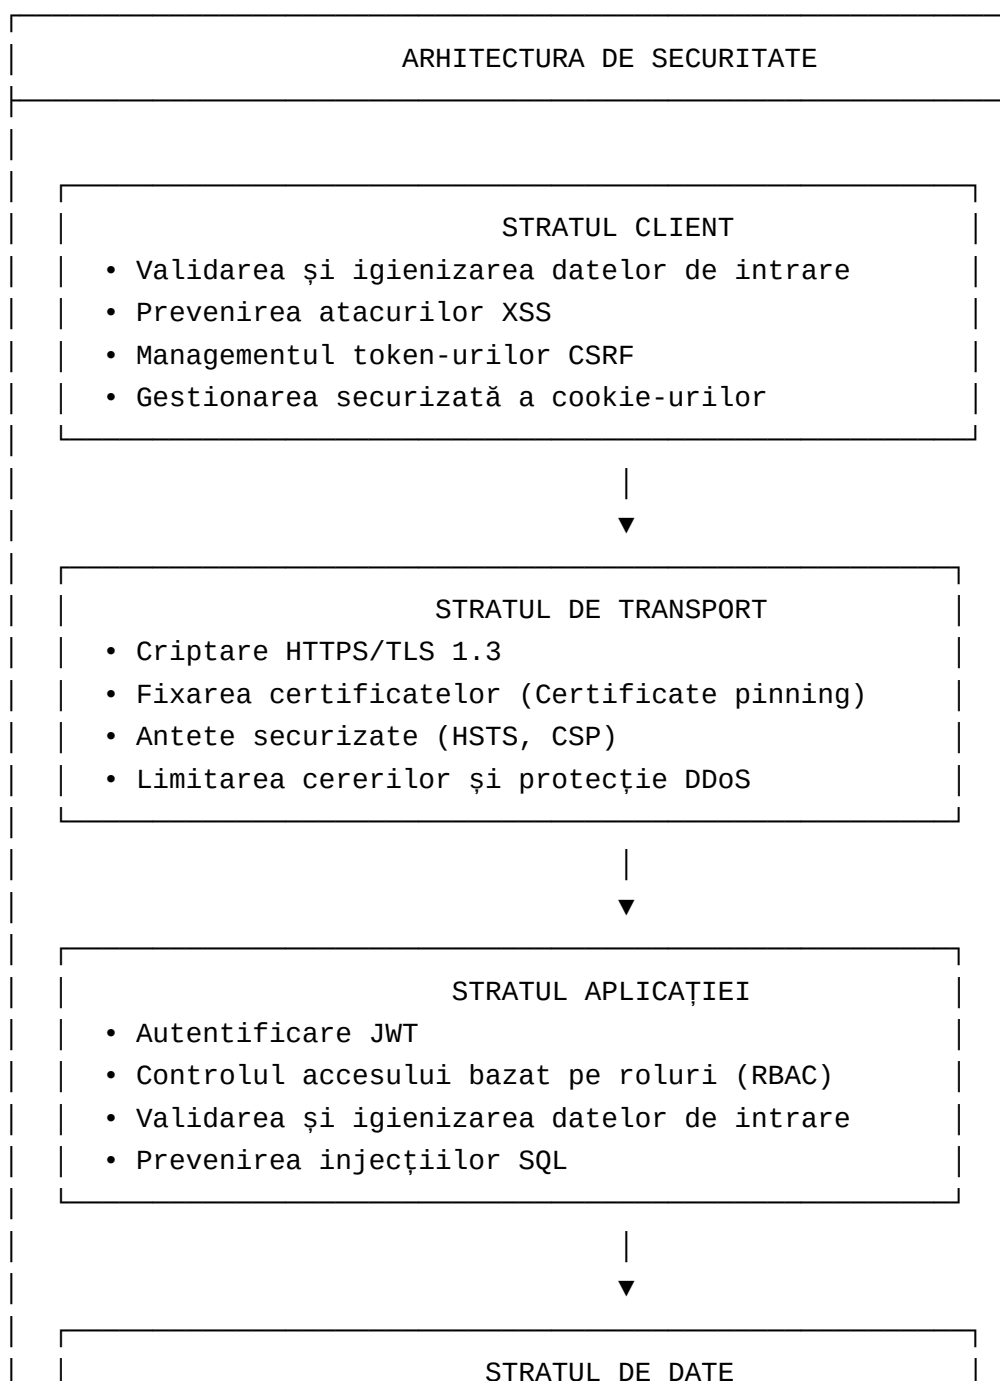 ARHITECTURA DE SECURITATE
STRATUL CLIENT
• Validarea și igienizarea datelor de intrare
• Prevenirea atacurilor XSS
• Managementul token-urilor CSRF
• Gestionarea securizată a cookie-urilor
STRATUL DE TRANSPORT
• Criptare HTTPS/TLS 1.3
• Fixarea certificatelor (Certificate pinning)
• Antete securizate (HSTS, CSP)
• Limitarea cererilor și protecție DDoS
STRATUL APLICAȚIEI
• Autentificare JWT
• Controlul accesului bazat pe roluri (RBAC)
• Validarea și igienizarea datelor de intrare
• Prevenirea injecțiilor SQL
STRATUL DE DATE